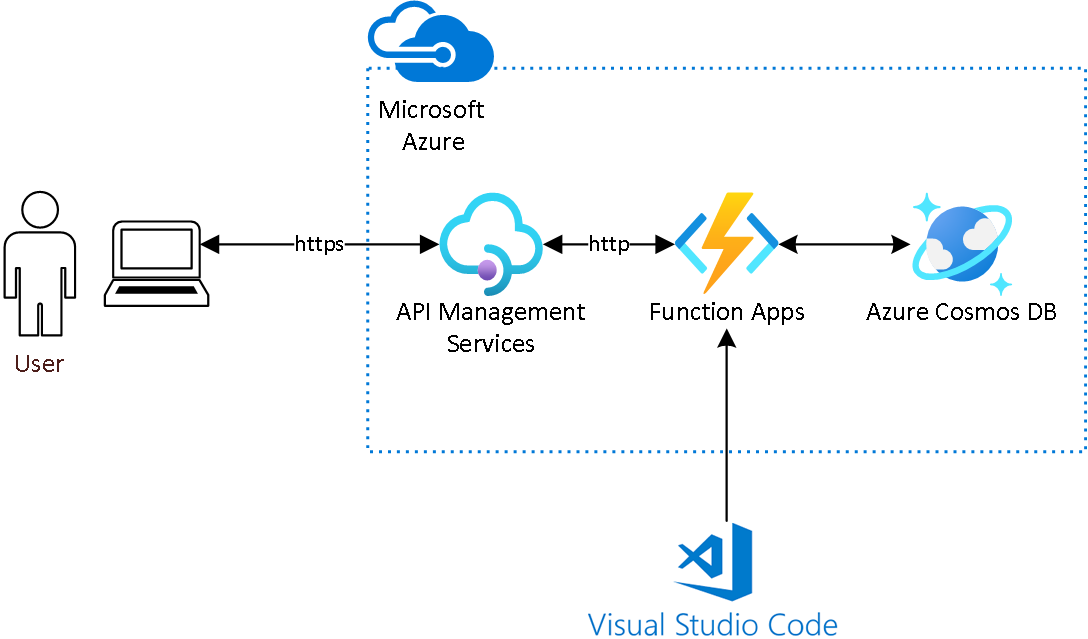 Microsoft
Azure
https
http
API Management
Services
Function Apps
Azure Cosmos DB
User
Visual Studio Code